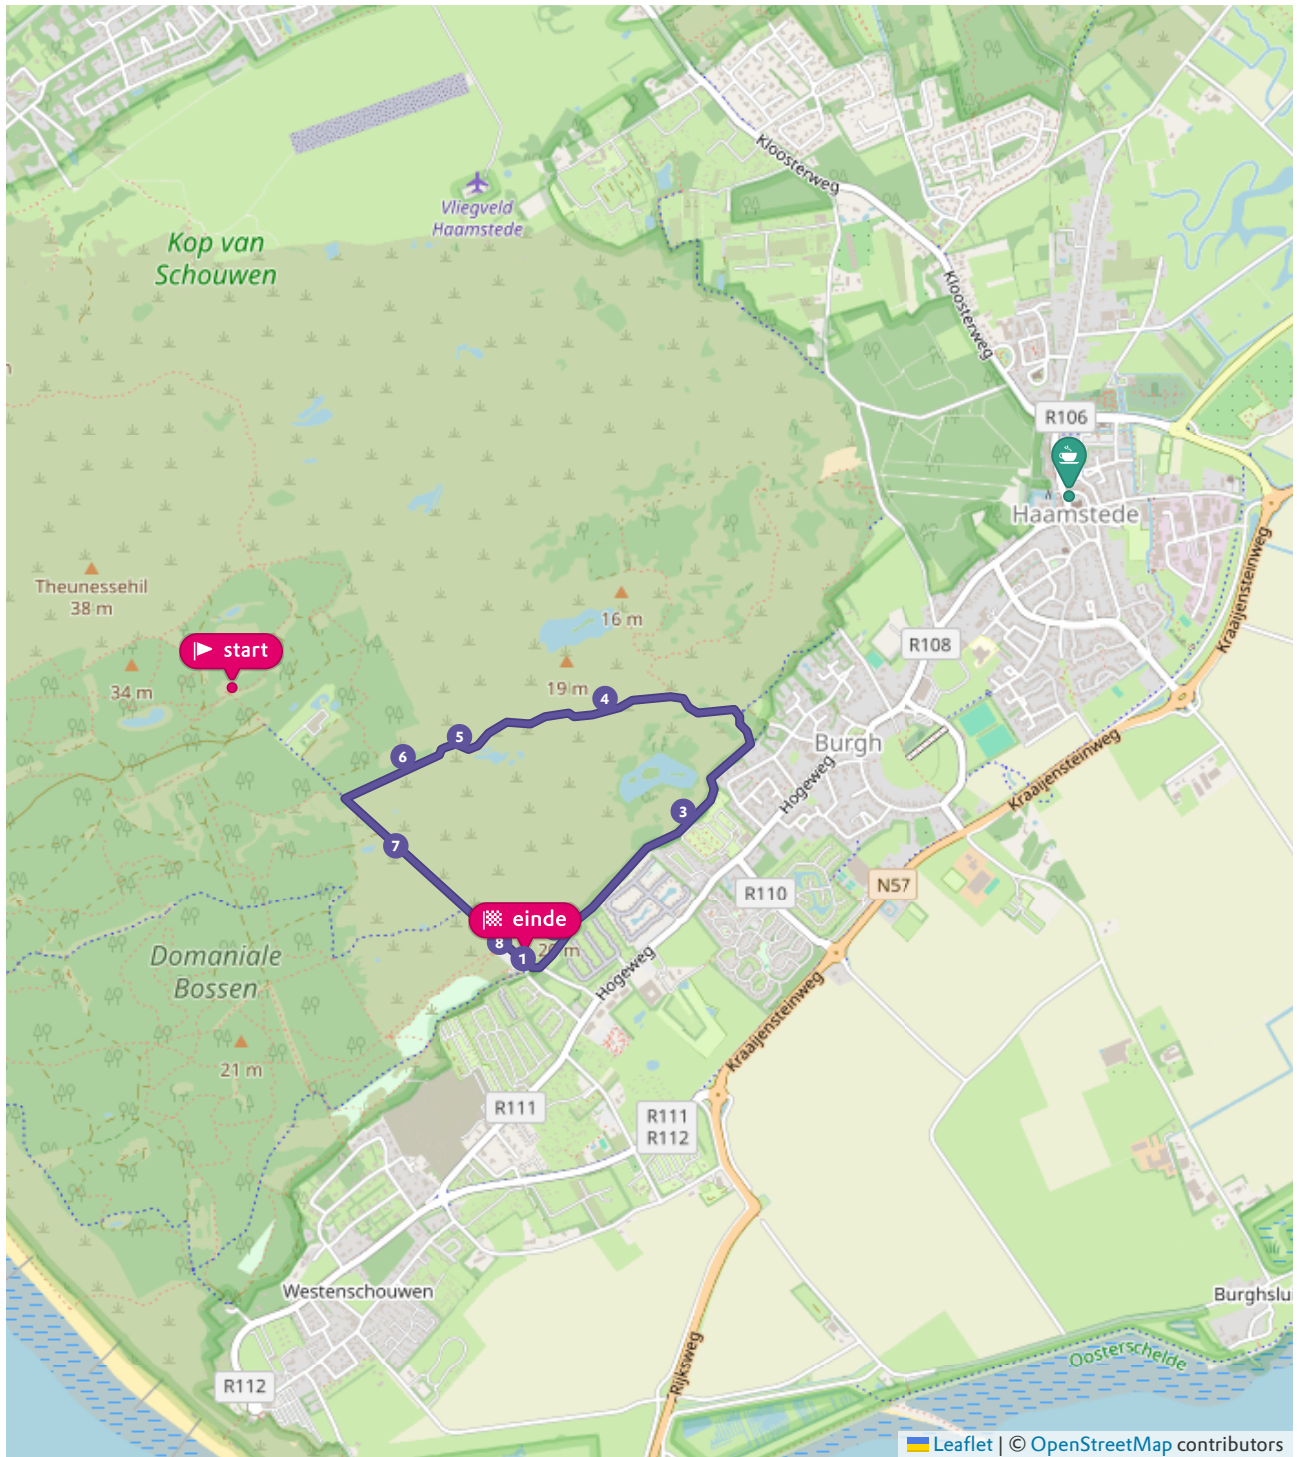 Kloosterweg
Vliegveld
Haamstede
Kop van
Schouwen
Kloosterweg
R106
Haamstede
Kraaijensteinweg
Theunessehil
38 m
16 m
start
R108
34 m
19 m
4
5
6
Burgh
Hogeweg
Kraaijensteinweg
3
7
R110
N57
einde
8
20 m
1
Domaniale
Bossen
Hogeweg
Kraaijensteinweg
21 m
R111
R111
R112
Westenschouwen
Burghslui
Oosterschelde
Rijksweg
R112
Leaflet | © OpenStreetMap contributors